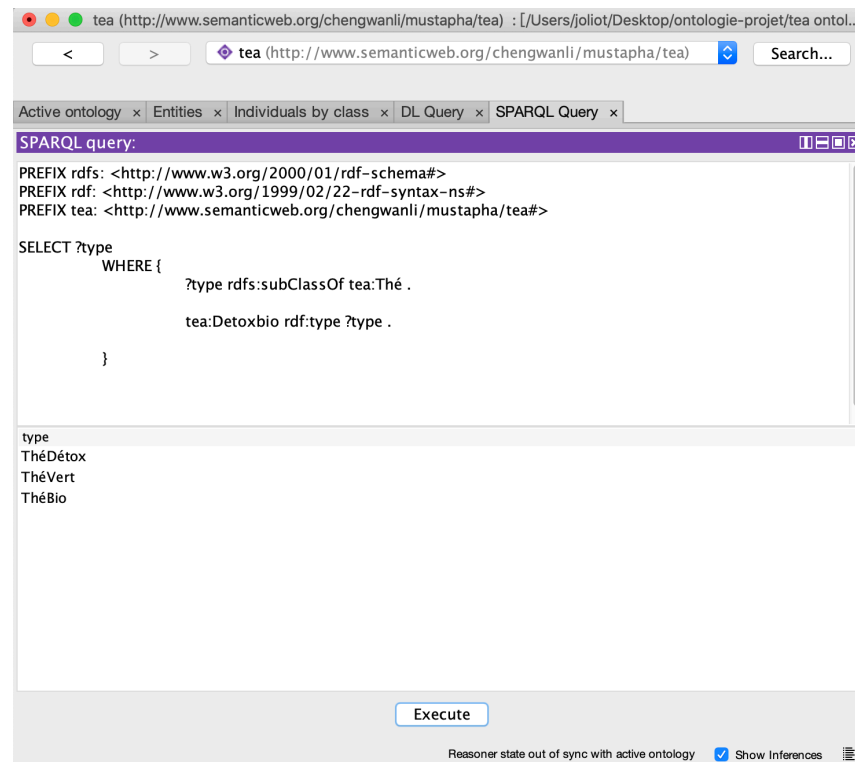 tea (http://www.semanticweb.org/chengwanli/mustapha/tea) : [/Users/joliot/Desktop/ontologie-projet/tea ontol...
< > tea (http://www.semanticweb.org/chengwanli/mustapha/tea) Search...
Active ontology × Entities × Individuals by class × DL Query × SPARQL Query ×
SPARQL query:
PREFIX rdfs: <http://www.w3.org/2000/01/rdf-schema#>
PREFIX rdf: <http://www.w3.org/1999/02/22-rdf-syntax-ns#>
PREFIX tea: <http://www.semanticweb.org/chengwanli/mustapha/tea#>
SELECT ?type
WHERE {
?type rdfs:subClassOf tea:Thé .
tea:Detoxbio rdf:type ?type .
}
type
ThéDétox
ThéVert
ThéBio
Execute
Reasoner state out of sync with active ontology Show Inferences